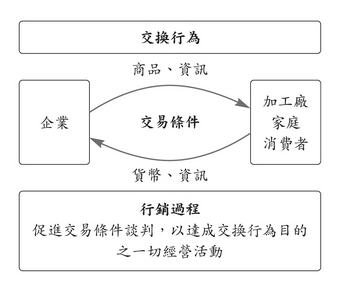 交換行為
商品、資訊
企業
交易條件
加工廠
家庭
消費者
貨幣、資訊
行銷過程
促進交易條件談判，以達成交換行為目的
之一切經營活動